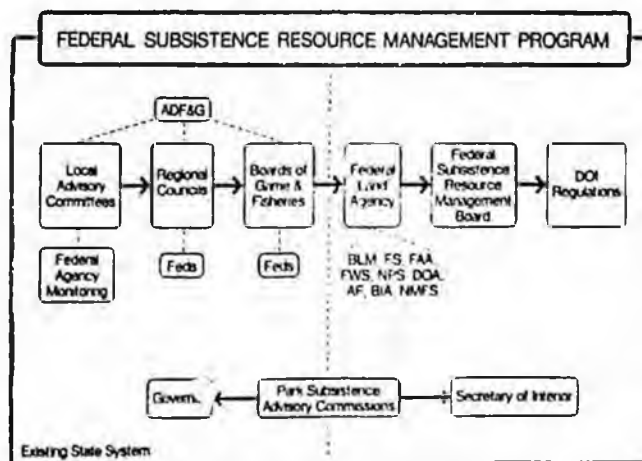 FEDERAL SUBSISTENCE RESOURCE MANAGEMENT PROGRAM
ADF&G
Local
Advisory
Committees
Regional
Councils
Boards of
Game &
Fisheries
Federal
Land
Agency
Federal
Subsistence
Resource
Management
Board
DOI
Regulations
Federal
Agency
Monitoring
Feds
Feds
BLM, FS, FAA,
FWS, NPS, DOA,
AF, BIA, NMFS
Park Subsistence
Advisory Commissions
Secretary of Interior
Existing State System